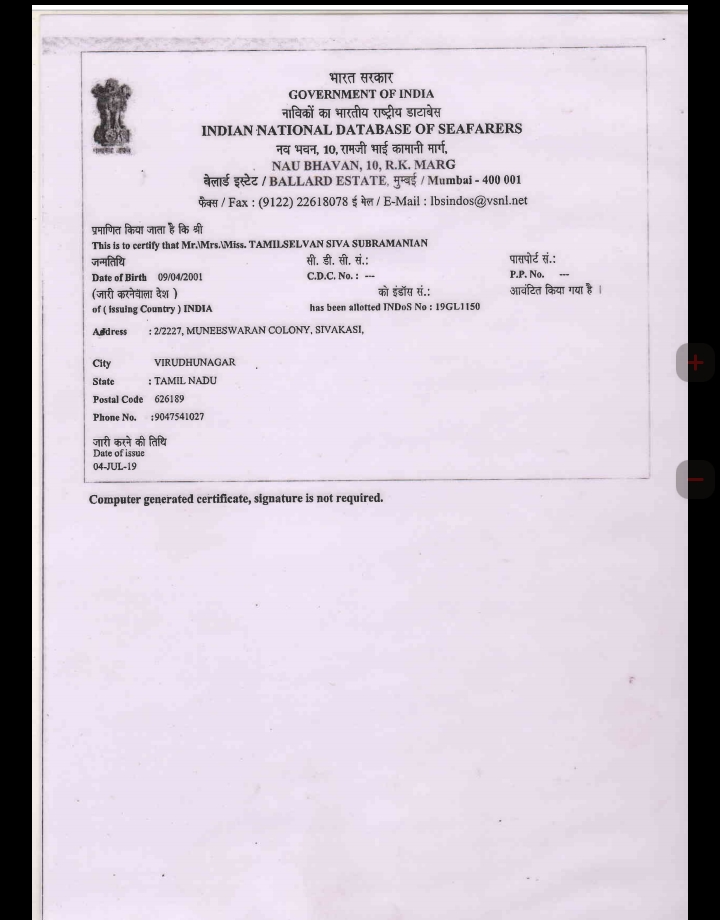 भारत सरकार
GOVERNMENT OF INDIA
नाविकों का भारतीय राष्ट्रीय डाटाबेस
INDIAN NATIONAL DATABASE OF SEAFARERS
नव भवन, 10, रामजी भाई कामानी मार्ग,
NAU BHAVAN, 10, R.K. MARG
बेलार्ड इस्टेट / BALLARD ESTATE, मुम्बई / Mumbai - 400 001
फैक्स / Fax : (9122) 22618078 ई मेल / E-Mail : lbsindos@vsnl.net
प्रमाणित किया जाता है कि श्री
This is to certify that Mr.\Mrs.\Miss. TAMILSELVAN SIVA SUBRAMANIAN
जन्मतिथि सी. डी. सी. सं.: पासपोर्ट सं.:
Date of Birth 09/04/2001 C.D.C. No. : --- P.P. No. ---
(जारी करनेवाला देश ) को इंडॉस सं.: आवंटित किया गया है ।
of ( issuing Country ) INDIA has been allotted INDoS No : 19GL1150
Address : 2/2227, MUNEESWARAN COLONY, SIVAKASI,
City VIRUDHUNAGAR
State : TAMIL NADU
Postal Code 626189
Phone No. :9047541027
जारी करने की तिथि
Date of issue
04-JUL-19
Computer generated certificate, signature is not required.